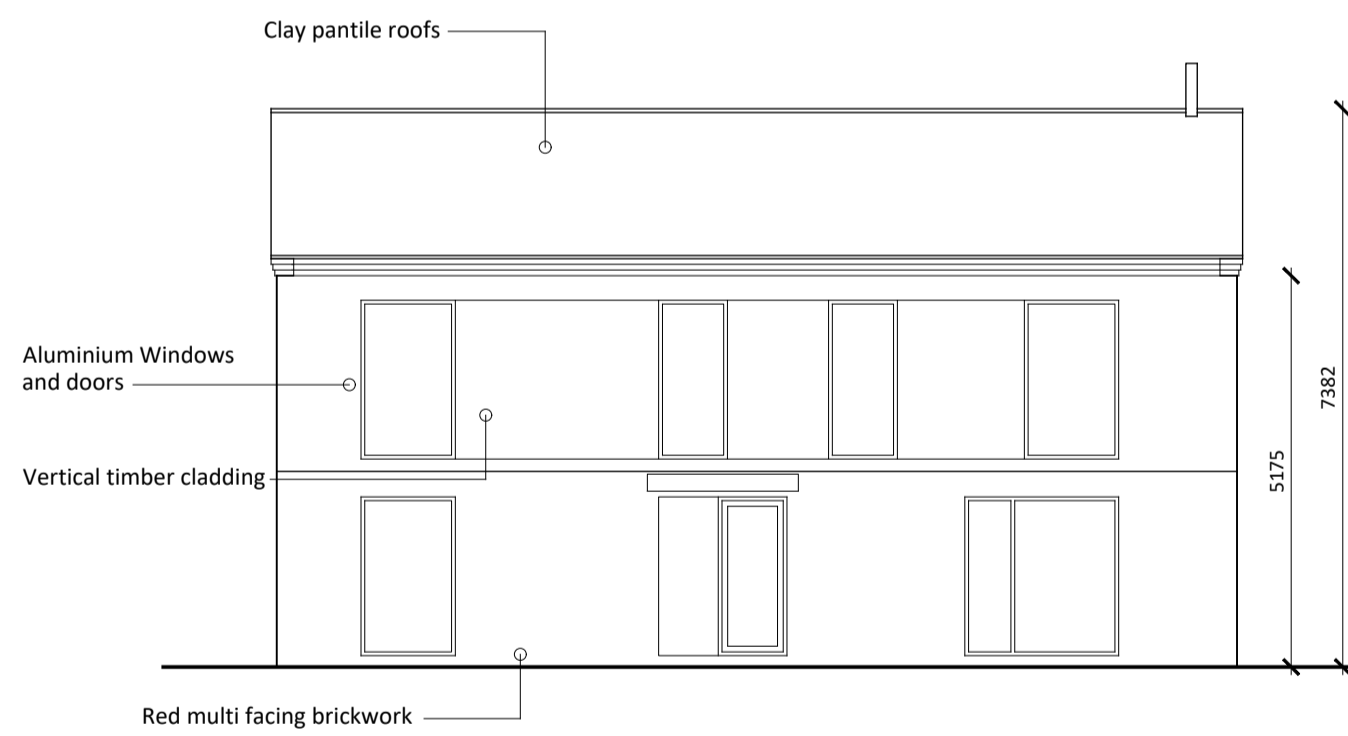 Clay pantile roofs
Aluminium Windows
and doors
7382
5175
Vertical timber cladding
Red multi facing brickwork